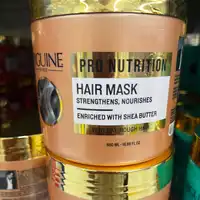 QUINE
PRO NUTRITION
HAIR MASK
STRENGTHENS, NOURISHES
ENRICHED WITH SHEA BUTTER